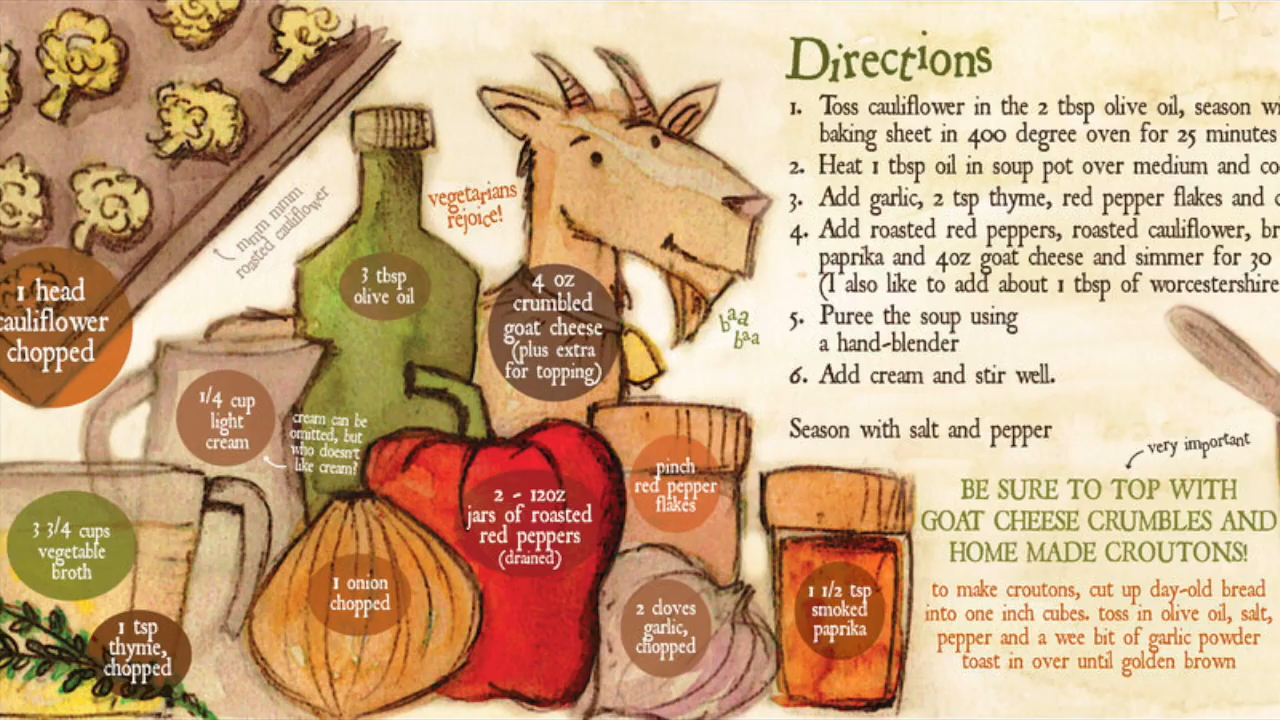 1 head
cauliflower
chopped
mmm mmm
roasted cauliflower
3 tbsp
olive oil
vegetarians
rejoice!
4 oz
crumbled
goat cheese
(plus extra
for topping)
baa
baa
1/4 cup
light
cream
cream can be
omitted, but
who doesn't
like cream?
3 3/4 cups
vegetable
broth
1 tsp
thyme,
chopped
1 onion
chopped
2 - 12oz
jars of roasted
red peppers
(drained)
pinch
red pepper
flakes
2 cloves
garlic,
chopped
1 1/2 tsp
smoked
paprika
Directions
1. Toss cauliflower in the 2 tbsp olive oil, season w
baking sheet in 400 degree oven for 25 minutes
2. Heat 1 tbsp oil in soup pot over medium and co
3. Add garlic, 2 tsp thyme, red pepper flakes and
4. Add roasted red peppers, roasted cauliflower, br
paprika and 4oz goat cheese and simmer for 30
(I also like to add about 1 tbsp of worcestershire
5. Puree the soup using
a hand-blender
6. Add cream and stir well.
Season with salt and pepper
very important
BE SURE TO TOP WITH
GOAT CHEESE CRUMBLES AND
HOME MADE CROUTONS!
to make croutons, cut up day-old bread
into one inch cubes. toss in olive oil, salt,
pepper and a wee bit of garlic powder
toast in over until golden brown